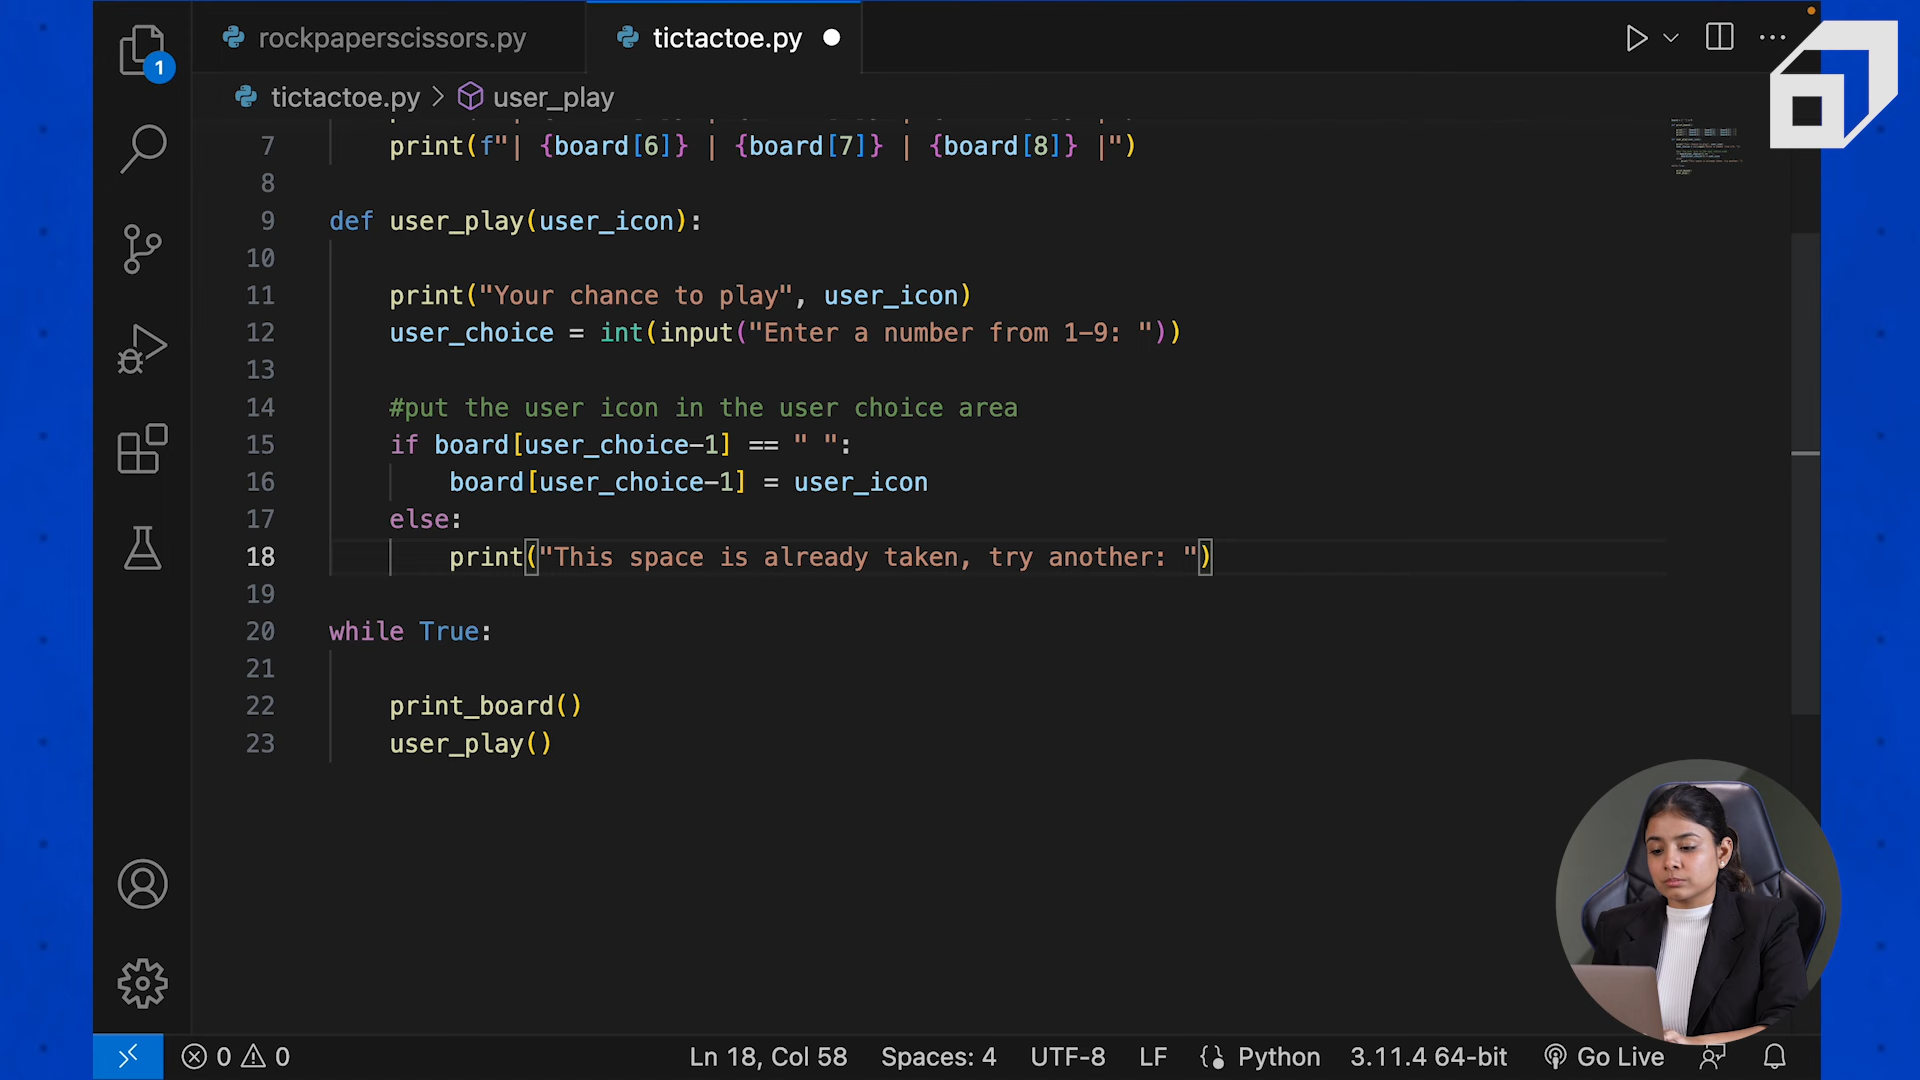 rockpaperscissors.py
tictactoe.py
1
tictactoe.py > user_play
7 print(f"| {board[6]} | {board[7]} | {board[8]} |")
8
9 def user_play(user_icon):
10
11 print("Your chance to play", user_icon)
12 user_choice = int(input("Enter a number from 1-9: "))
13
14 #put the user icon in the user choice area
15 if board[user_choice-1] == " ":
16 board[user_choice-1] = user_icon
17 else:
18 print("This space is already taken, try another: ")
19
20 while True:
21
22 print_board()
23 user_play()
0 0 Ln 18, Col 58 Spaces: 4 UTF-8 LF Python 3.11.4 64-bit Go Live